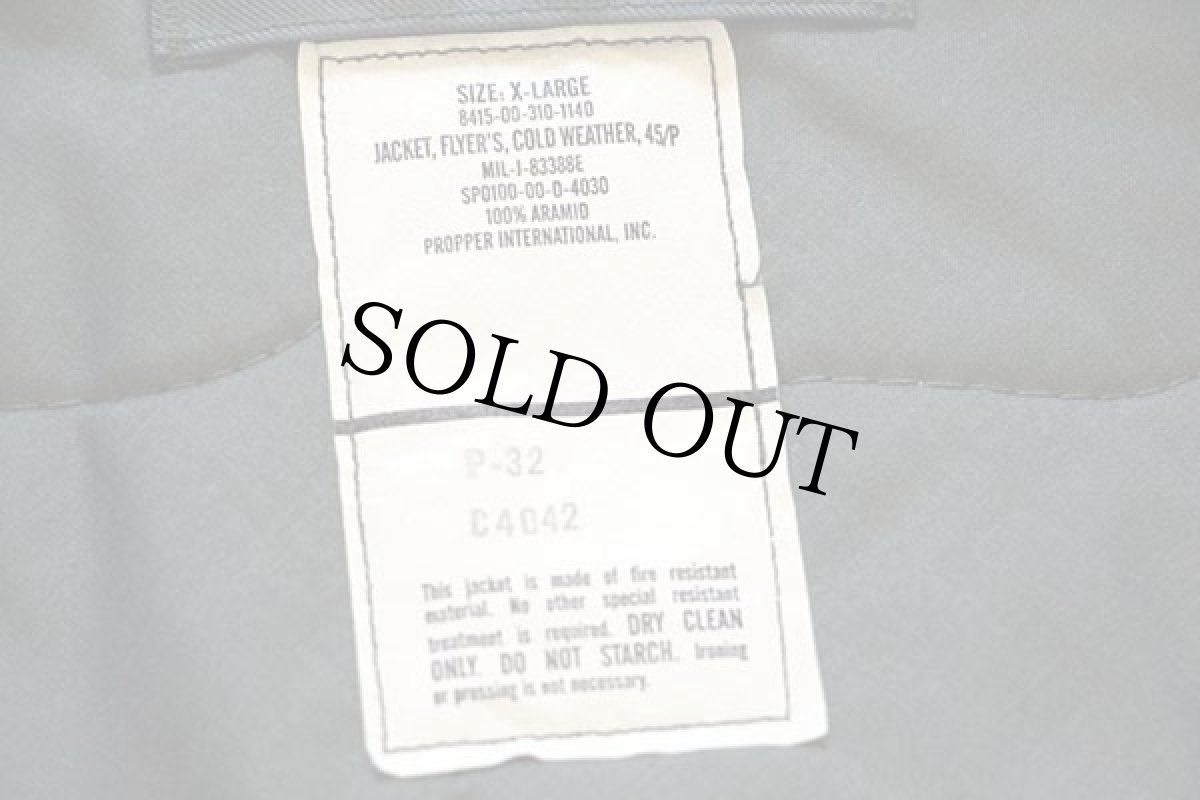 SIZE: X-LARGE
8415-00-310-1140
JACKET, FLYER'S, COLD WEATHER, 45/P
MIL-J-83388E
SP0100-00-D-4030
100% ARAMID
PROPPER INTERNATIONAL, INC.
SOLD OUT
P-32
C4042
This jacket is made of fire resistant
material. No other special resistant
treatment is required. DRY CLEAN
ONLY. DO NOT STARCH. Ironing
or pressing is not necessary.